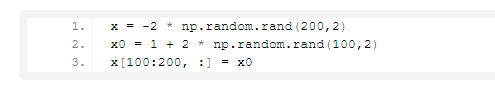 1. x = -2 * np.random.rand(200,2)
2. x0 = 1 + 2 * np.random.rand(100,2)
3. x[100:200, :] = x0